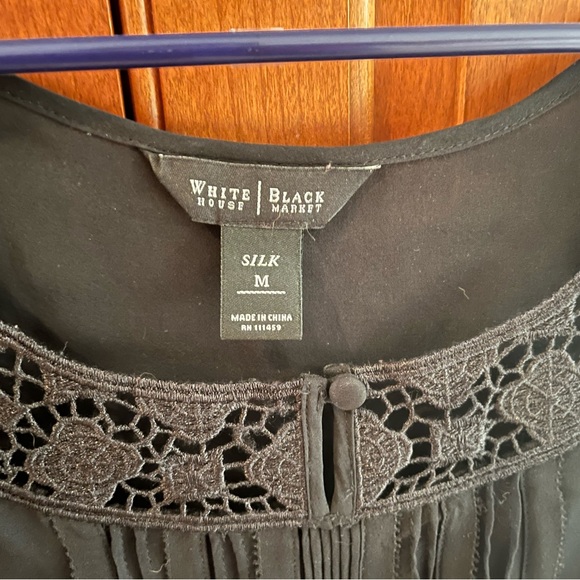 WHITE | BLACK
HOUSE | MARKET
SILK
M
MADE IN CHINA
RN 111459